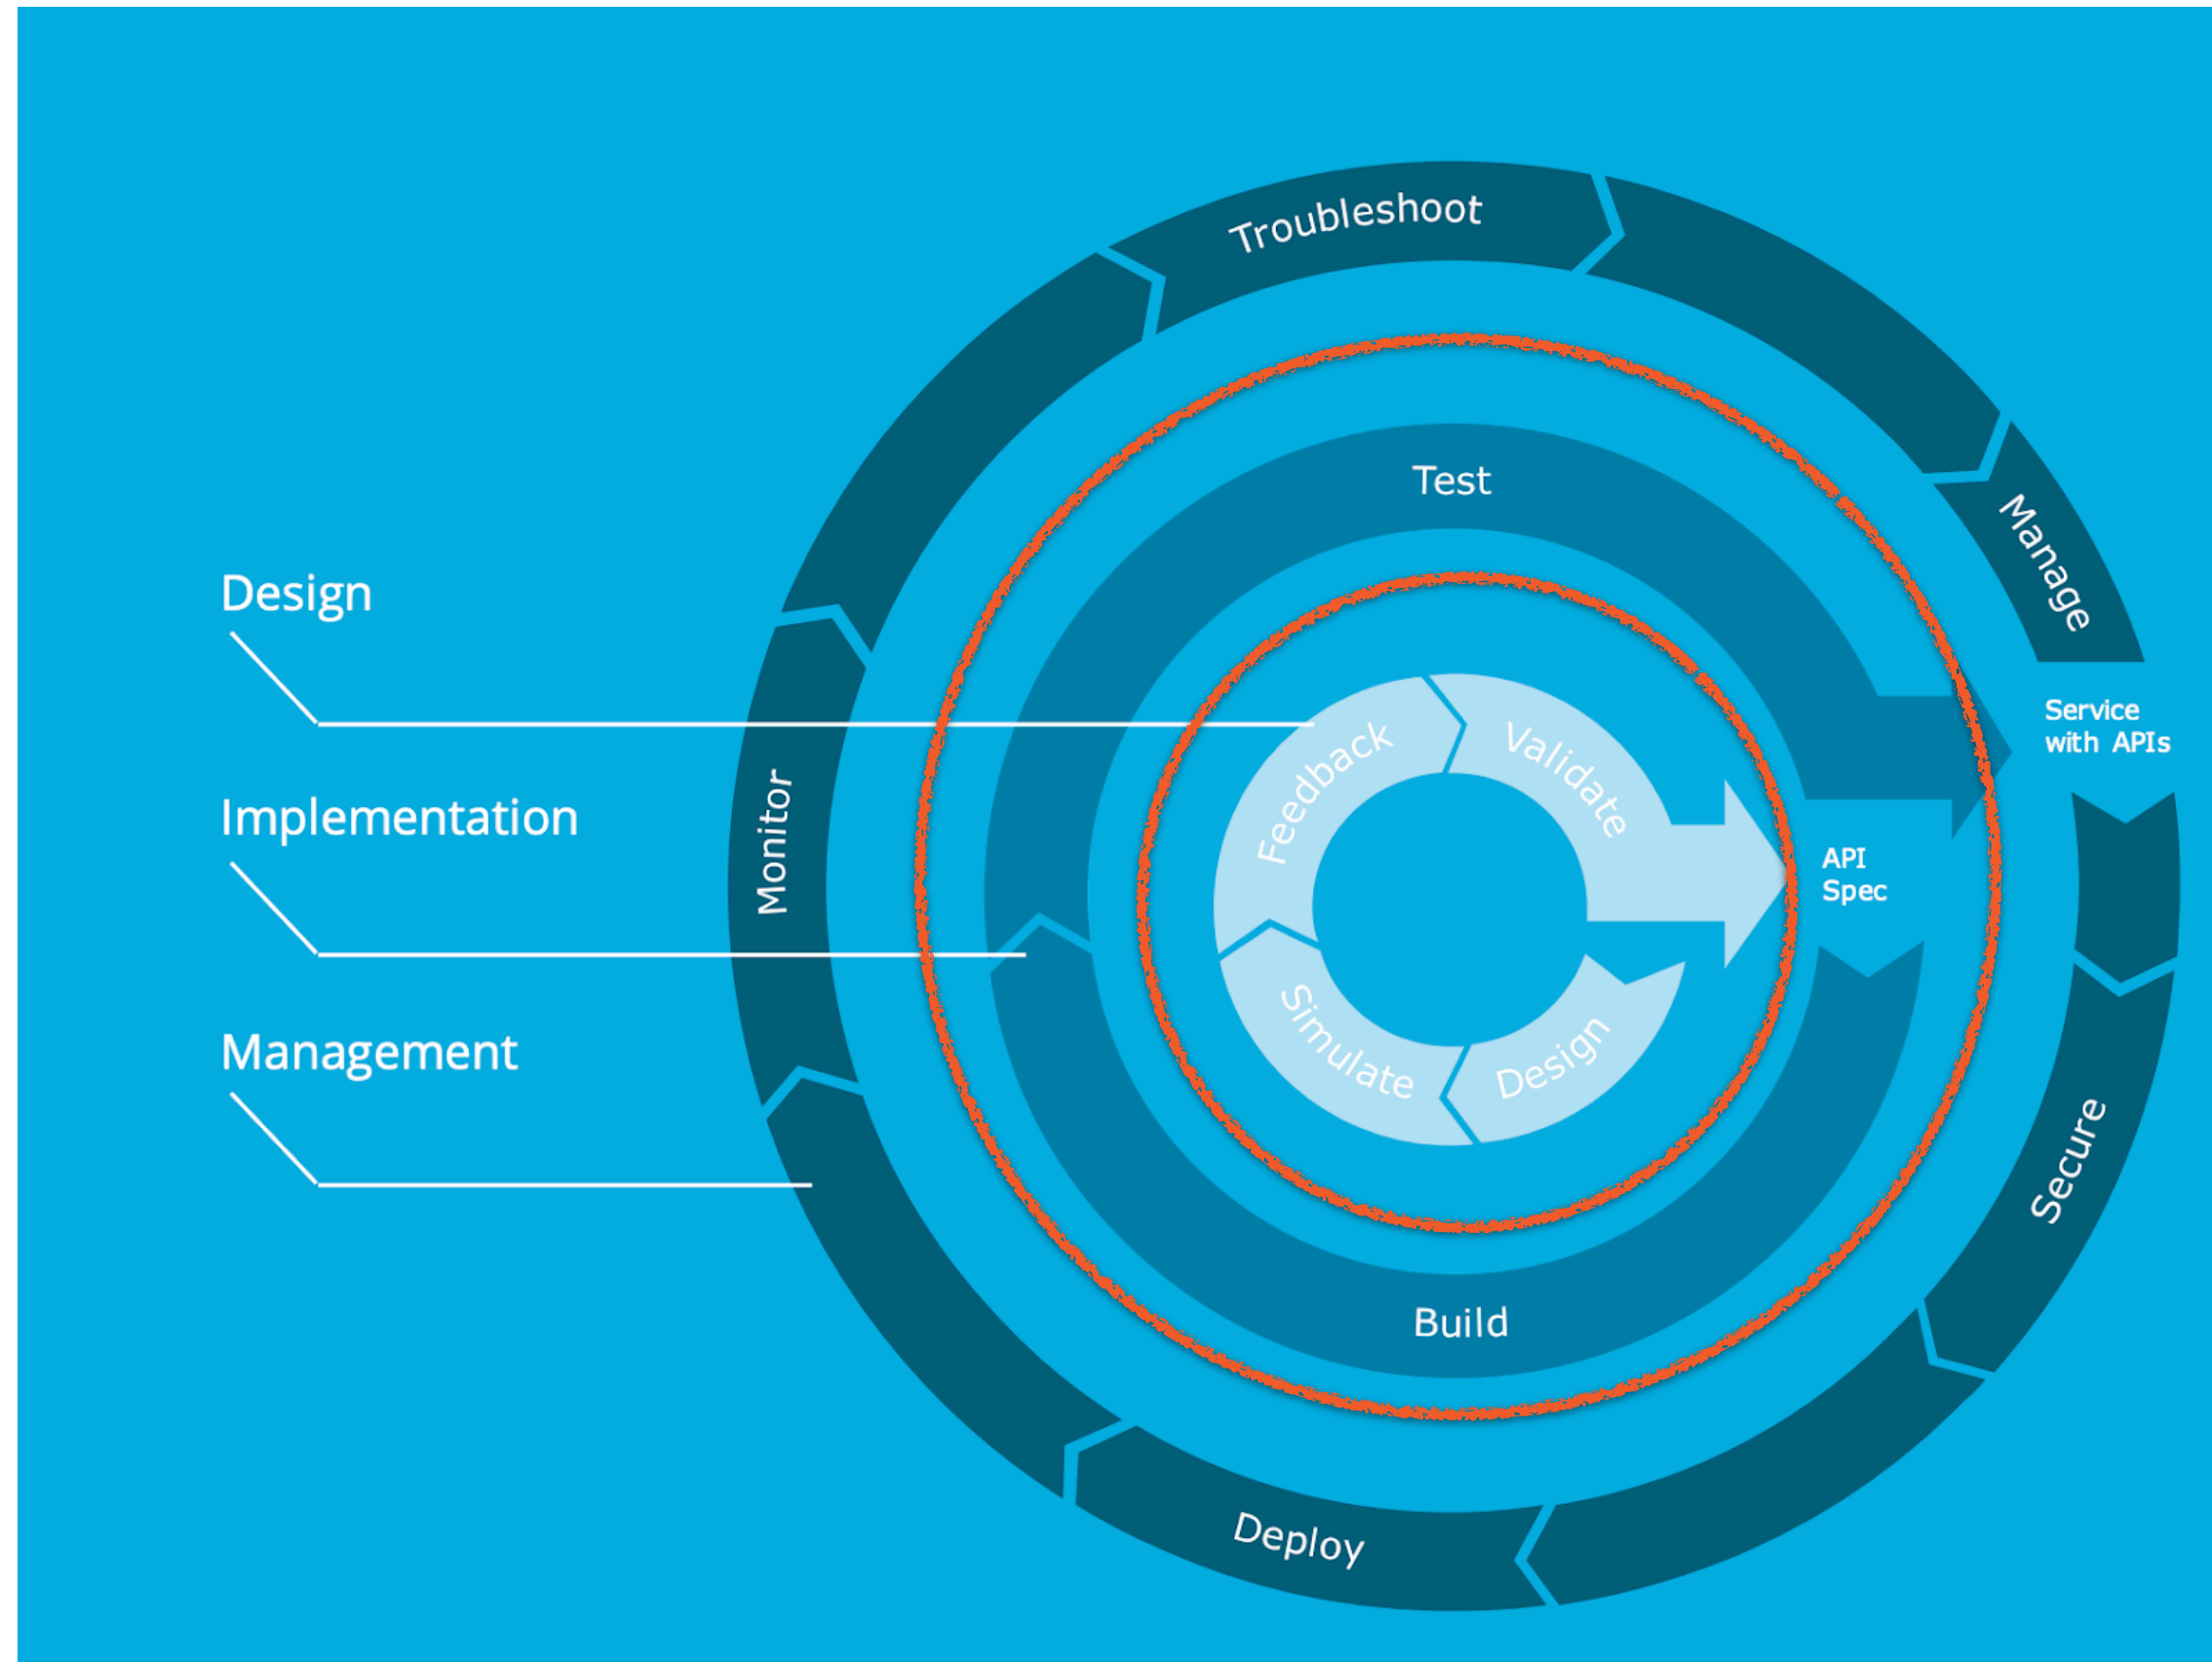 Design
Implementation
Management
Troubleshoot
Manage
Service
with APIs
Secure
Deploy
Monitor
Test
Build
API
Spec
Feedback
Validate
Design
Simulate